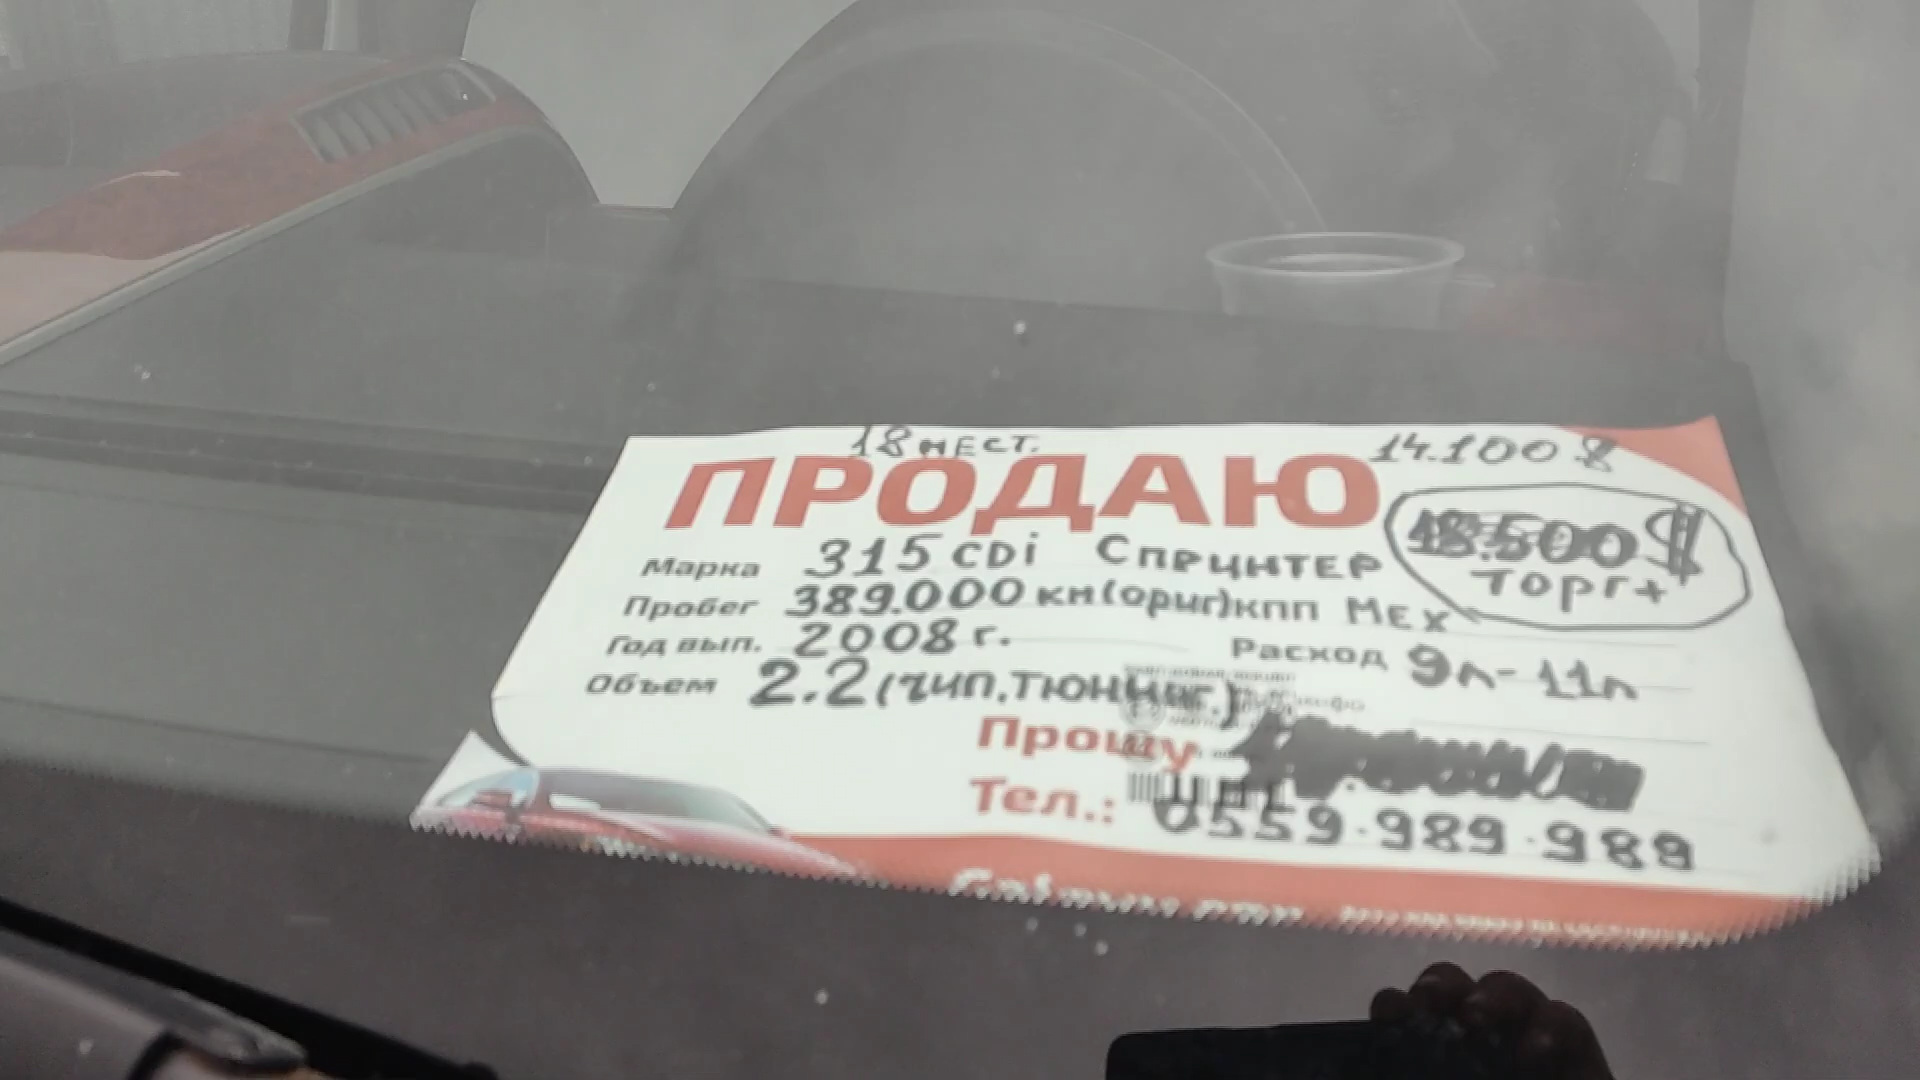 18 мест.
14.100 $
ПРОДАЮ
18.500 $
торг+
Марка 315 CDi Спринтер
Пробег 389.000 км (ориг) кпп Мех
Год вып. 2008 г.
Расход 9л-11л
Объем 2.2 (чип.тюнинг.)
Прошу
Тел.: 0559.989.989